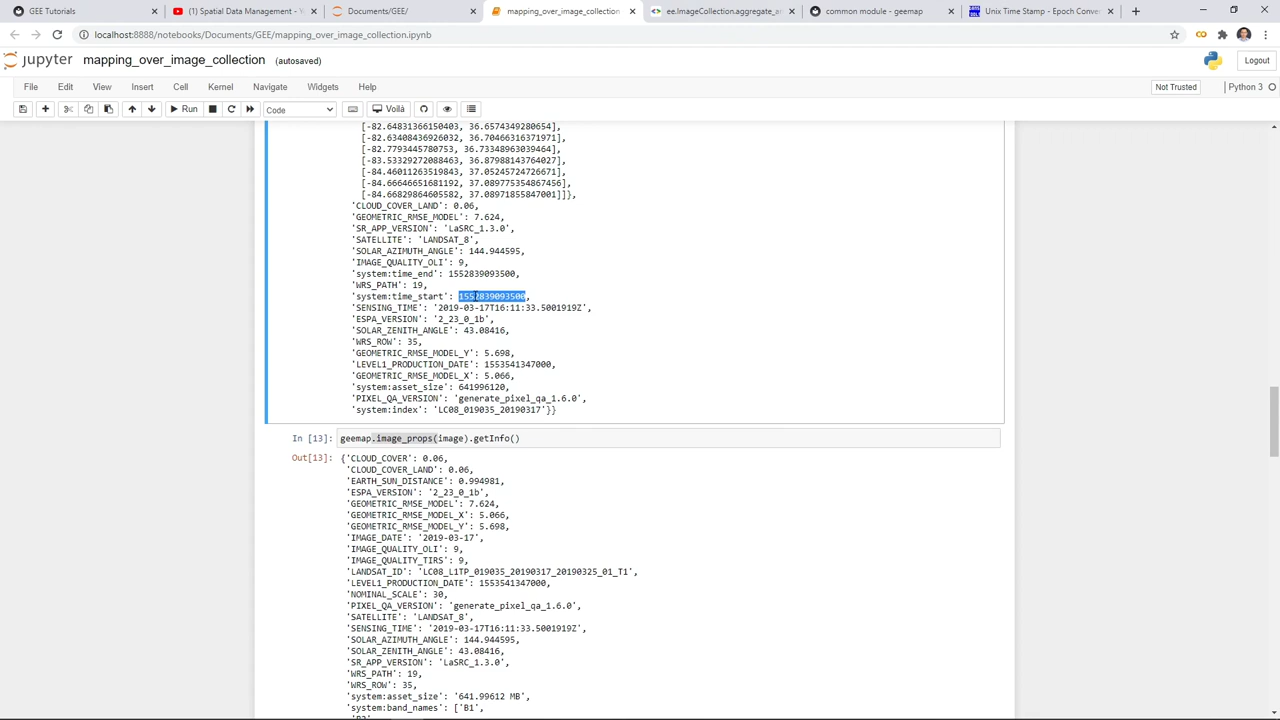 GEE Tutorials
(1) Spatial Data Management - Y
Documents/GEE/
mapping_over_image_collection
ee.ImageCollection.aggregate_a
common module - geemap
Unix Time Stamp - Epoch Conver
localhost:8888/notebooks/Documents/GEE/mapping_over_image_collection.ipynb
jupyter mapping_over_image_collection (autosaved)
Logout
File Edit View Insert Cell Kernel Navigate Widgets Help
Not Trusted Python 3
Run Code Voilà
[-82.64831366150403, 36.6574349280654],
[-82.63408436926032, 36.70466316371971],
[-82.7793445780753, 36.73348963039464],
[-83.53329272088463, 36.87988143764027],
[-84.46011263519843, 37.05245724726671],
[-84.66646651681192, 37.089775354867456],
[-84.66829864605582, 37.08971855847001]]},
'CLOUD_COVER_LAND': 0.06,
'GEOMETRIC_RMSE_MODEL': 7.624,
'SR_APP_VERSION': 'LaSRC_1.3.0',
'SATELLITE': 'LANDSAT_8',
'SOLAR_AZIMUTH_ANGLE': 144.944595,
'IMAGE_QUALITY_OLI': 9,
'system:time_end': 1552839093500,
'WRS_PATH': 19,
'system:time_start': 1552839093500,
'SENSING_TIME': '2019-03-17T16:11:33.5001919Z',
'ESPA_VERSION': '2_23_0_1b',
'SOLAR_ZENITH_ANGLE': 43.08416,
'WRS_ROW': 35,
'GEOMETRIC_RMSE_MODEL_Y': 5.698,
'LEVEL1_PRODUCTION_DATE': 1553541347000,
'GEOMETRIC_RMSE_MODEL_X': 5.066,
'system:asset_size': 641996120,
'PIXEL_QA_VERSION': 'generate_pixel_qa_1.6.0',
'system:index': 'LC08_019035_20190317'}}
In [13]: geemap.image_props(image).getInfo()
Out[13]: {'CLOUD_COVER': 0.06,
'CLOUD_COVER_LAND': 0.06,
'EARTH_SUN_DISTANCE': 0.994981,
'ESPA_VERSION': '2_23_0_1b',
'GEOMETRIC_RMSE_MODEL': 7.624,
'GEOMETRIC_RMSE_MODEL_X': 5.066,
'GEOMETRIC_RMSE_MODEL_Y': 5.698,
'IMAGE_DATE': '2019-03-17',
'IMAGE_QUALITY_OLI': 9,
'IMAGE_QUALITY_TIRS': 9,
'LANDSAT_ID': 'LC08_L1TP_019035_20190317_20190325_01_T1',
'LEVEL1_PRODUCTION_DATE': 1553541347000,
'NOMINAL_SCALE': 30,
'PIXEL_QA_VERSION': 'generate_pixel_qa_1.6.0',
'SATELLITE': 'LANDSAT_8',
'SENSING_TIME': '2019-03-17T16:11:33.5001919Z',
'SOLAR_AZIMUTH_ANGLE': 144.944595,
'SOLAR_ZENITH_ANGLE': 43.08416,
'SR_APP_VERSION': 'LaSRC_1.3.0',
'WRS_PATH': 19,
'WRS_ROW': 35,
'system:asset_size': '641.99612 MB',
'system:band_names': ['B1',